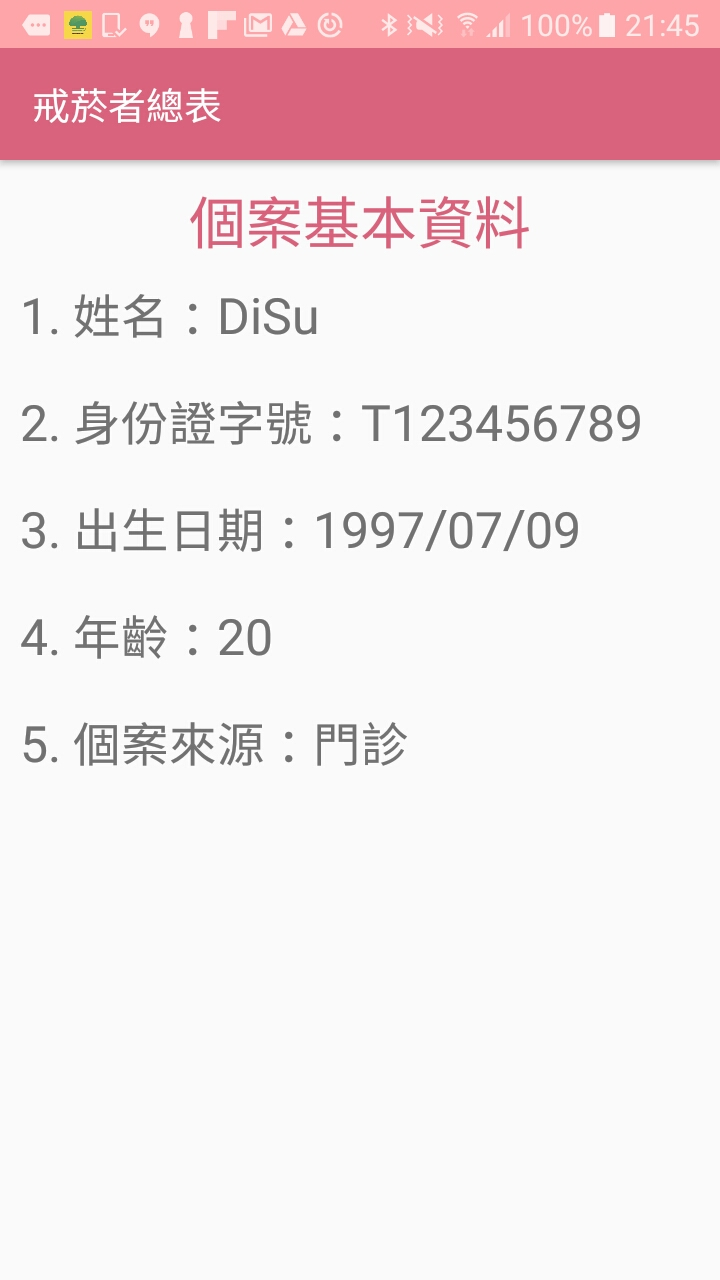 100% 21:45
戒菸者總表
個案基本資料
1. 姓名：DiSu
2. 身份證字號：T123456789
3. 出生日期：1997/07/09
4. 年齡：20
5. 個案來源：門診